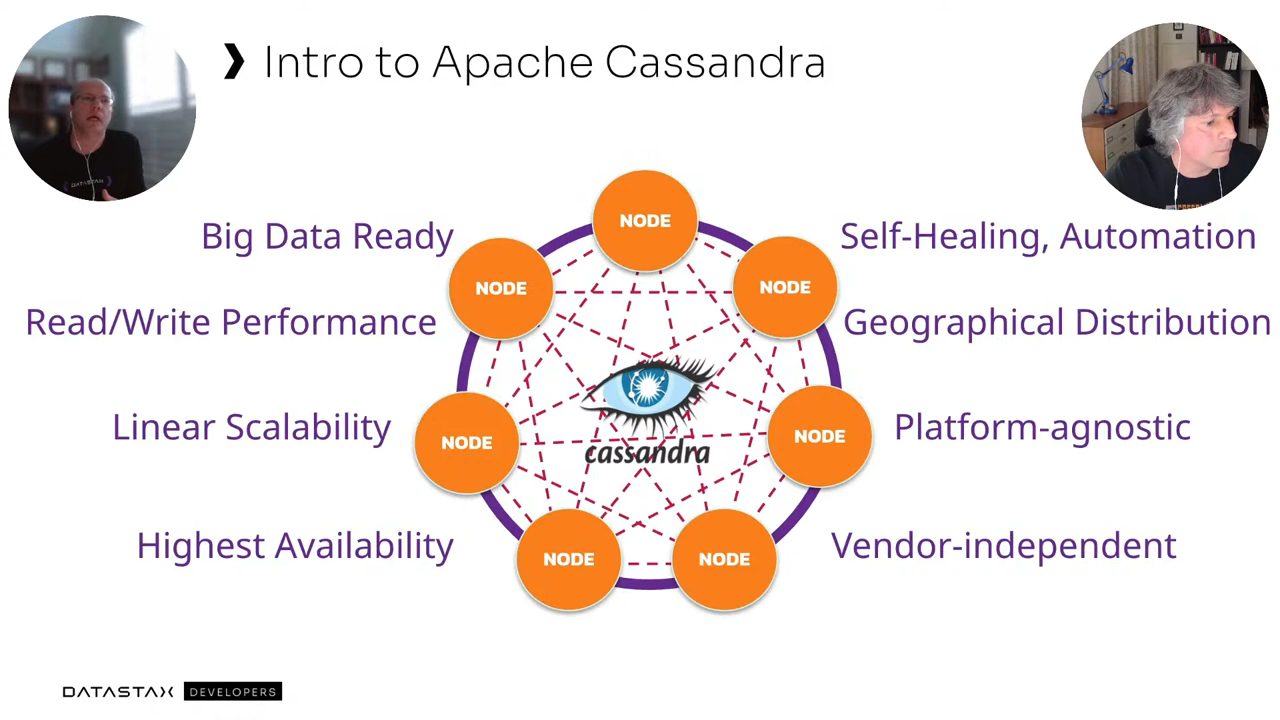 Intro to Apache Cassandra
Big Data Ready
Read/Write Performance
Linear Scalability
Highest Availability
Self-Healing, Automation
Geographical Distribution
Platform-agnostic
Vendor-independent
NODE
NODE
NODE
NODE
NODE
NODE
NODE
cassandra
DATASTAX
DATASTAX DEVELOPERS